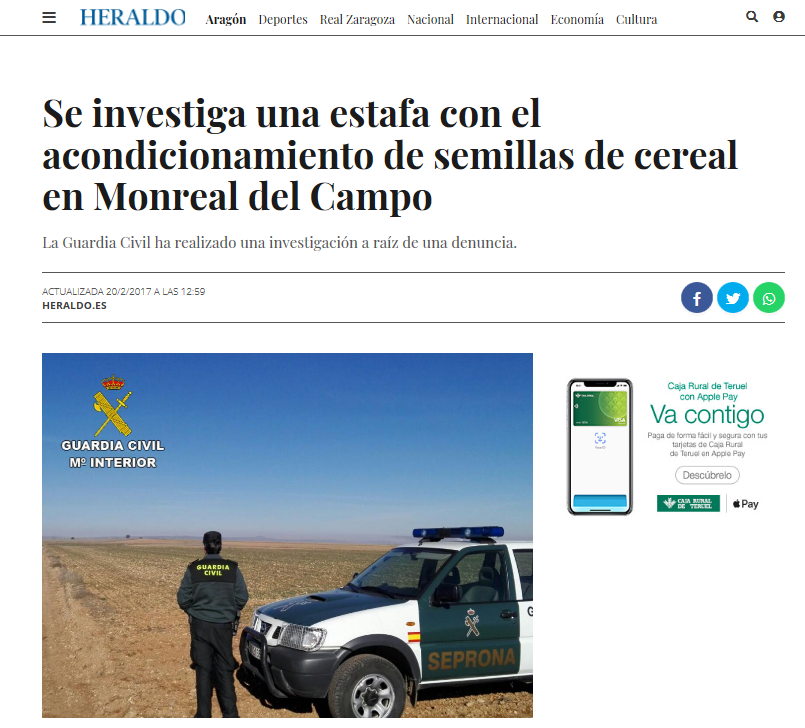 HERALDO
Aragón Deportes Real Zaragoza Nacional Internacional Economía Cultura
Se investiga una estafa con el
acondicionamiento de semillas de cereal
en Monreal del Campo
La Guardia Civil ha realizado una investigación a raíz de una denuncia.
ACTUALIZADA 20/2/2017 A LAS 12:59
HERALDO.ES
GUARDIA CIVIL
Mº INTERIOR
GUARDIA
CIVIL
SEPRONA
Caja Rural de Teruel
con Apple Pay
Va contigo
Paga de forma fácil y segura con tus
tarjetas de Caja Rural
de Teruel en Apple Pay
Descúbrelo
CAJA RURAL
DE TERUEL
Pay
VISA